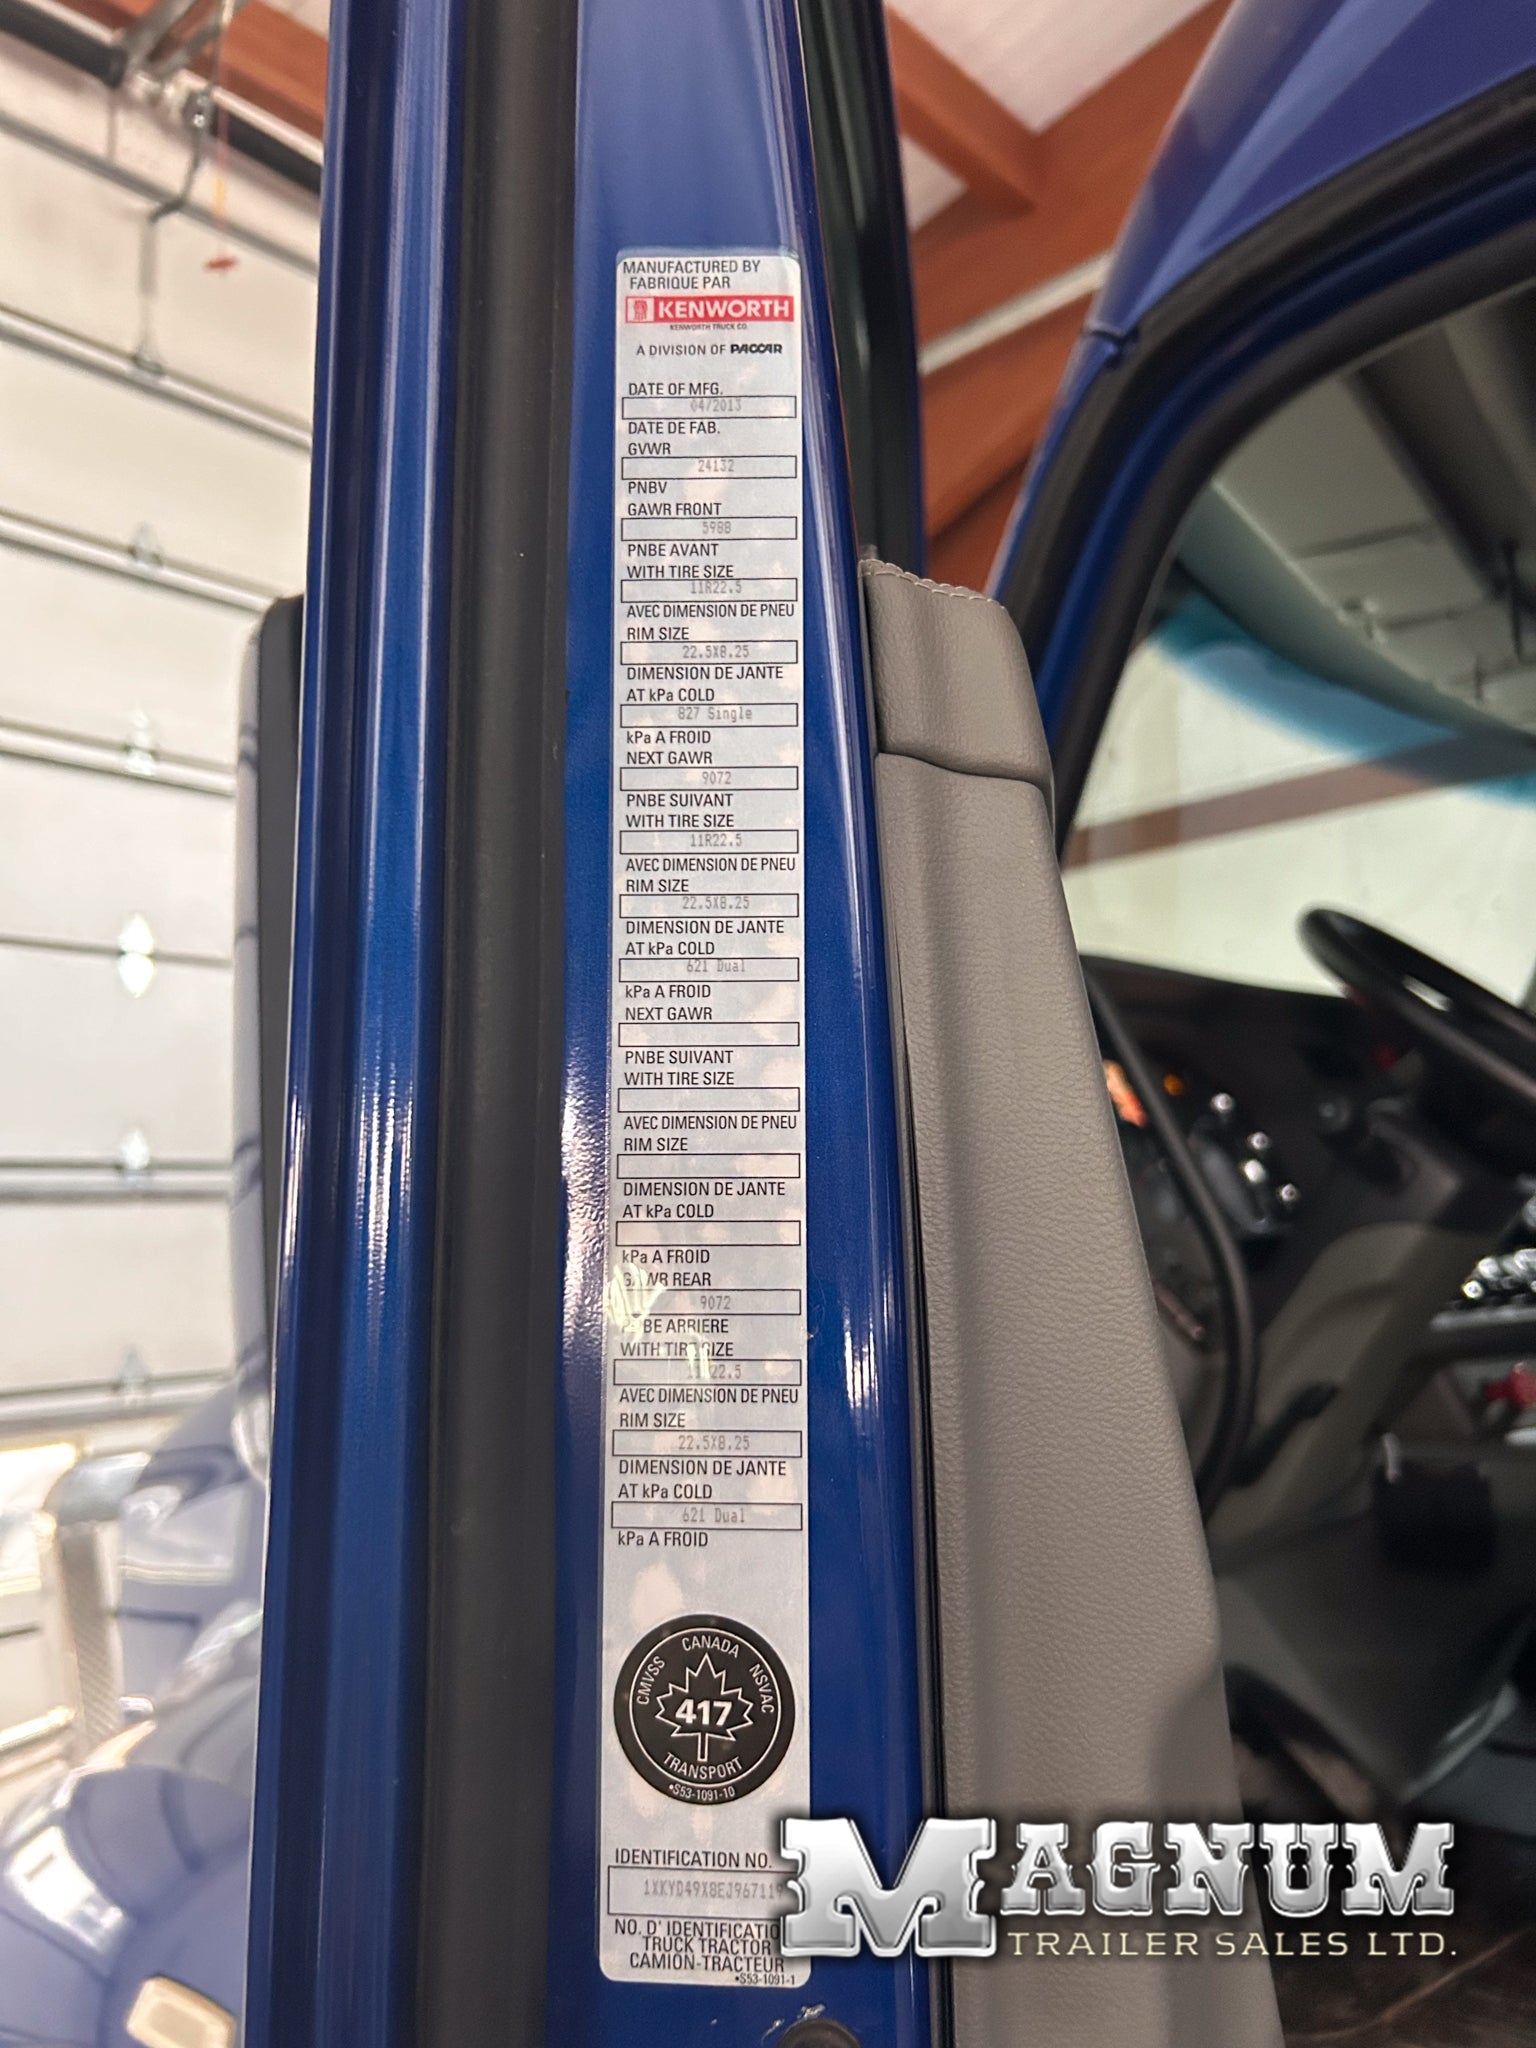 MANUFACTURED BY
FABRIQUE PAR
KENWORTH
KENWORTH TRUCK CO.
A DIVISION OF PACCAR
DATE OF MFG.
04/2013
DATE DE FAB.
GVWR
24132
PNBV
GAWR FRONT
5988
PNBE AVANT
WITH TIRE SIZE
11R22.5
AVEC DIMENSION DE PNEU
RIM SIZE
22.5X8.25
DIMENSION DE JANTE
AT kPa COLD
827 Single
kPa A FROID
NEXT GAWR
9072
PNBE SUIVANT
WITH TIRE SIZE
11R22.5
AVEC DIMENSION DE PNEU
RIM SIZE
22.5X8.25
DIMENSION DE JANTE
AT kPa COLD
621 Dual
kPa A FROID
NEXT GAWR
PNBE SUIVANT
WITH TIRE SIZE
AVEC DIMENSION DE PNEU
RIM SIZE
DIMENSION DE JANTE
AT kPa COLD
kPa A FROID
GAWR REAR
9072
PNBE ARRIERE
WITH TIRE SIZE
11R22.5
AVEC DIMENSION DE PNEU
RIM SIZE
22.5X8.25
DIMENSION DE JANTE
AT kPa COLD
621 Dual
kPa A FROID
CMVSS CANADA NSVAC
417
TRANSPORT
•S53-1091-10
IDENTIFICATION NO.
1XKYD49X8EJ967119
NO. D' IDENTIFICATIO
TRUCK TRACTOR
CAMION-TRACTEUR
•S53-1091-1
MAGNUM
TRAILER SALES LTD.